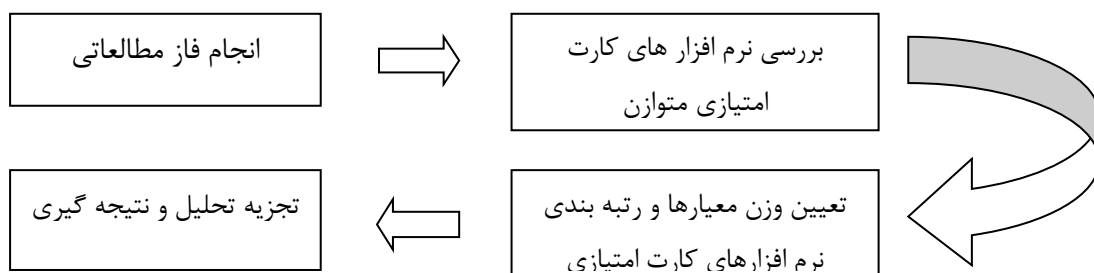 انجام فاز مطالعاتی
بررسی نرم افزار های کارت
امتیازی متوازن
تعیین وزن معیارها و رتبه بندی
نرم افزارهای کارت امتیازی
تجزیه تحلیل و نتیجه گیری